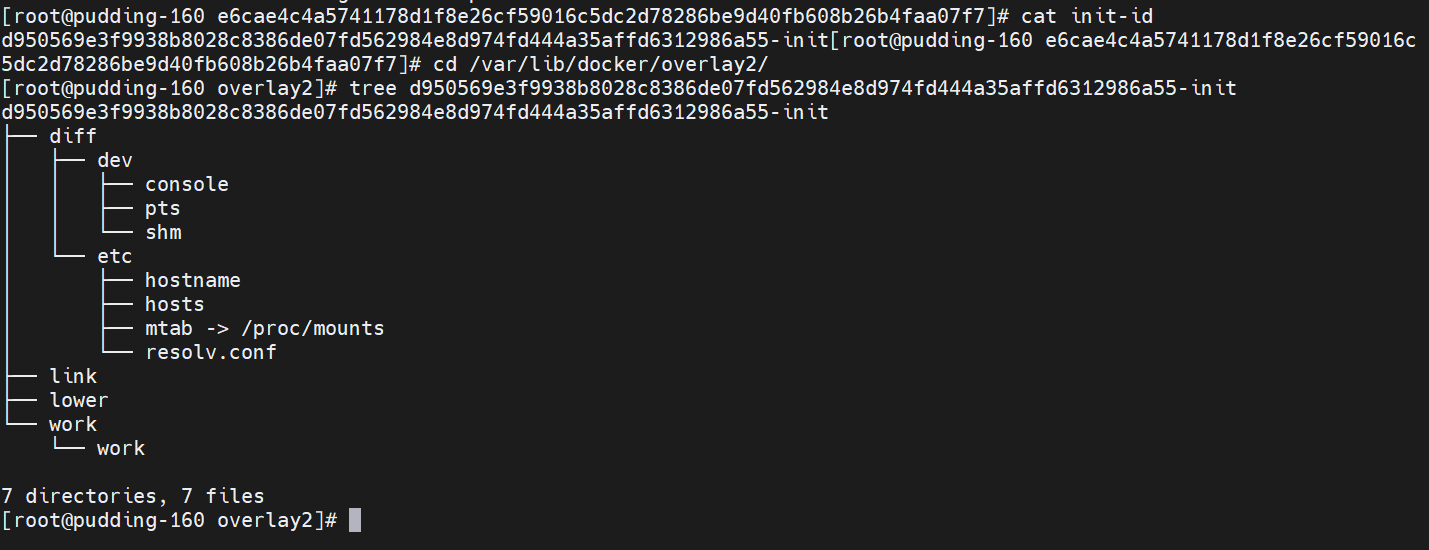 [root@pudding-160 e6cae4c4a5741178d1f8e26cf59016c5dc2d78286be9d40fb608b26b4faa07f7]# cat init-id
d950569e3f9938b8028c8386de07fd562984e8d974fd444a35affd6312986a55-init[root@pudding-160 e6cae4c4a5741178d1f8e26cf59016c
5dc2d78286be9d40fb608b26b4faa07f7]# cd /var/lib/docker/overlay2/
[root@pudding-160 overlay2]# tree d950569e3f9938b8028c8386de07fd562984e8d974fd444a35affd6312986a55-init
d950569e3f9938b8028c8386de07fd562984e8d974fd444a35affd6312986a55-init
├── diff
│   ├── dev
│   │   ├── console
│   │   ├── pts
│   │   └── shm
│   └── etc
│       ├── hostname
│       ├── hosts
│       ├── mtab -> /proc/mounts
│       └── resolv.conf
├── link
├── lower
└── work
    └── work
7 directories, 7 files
[root@pudding-160 overlay2]#